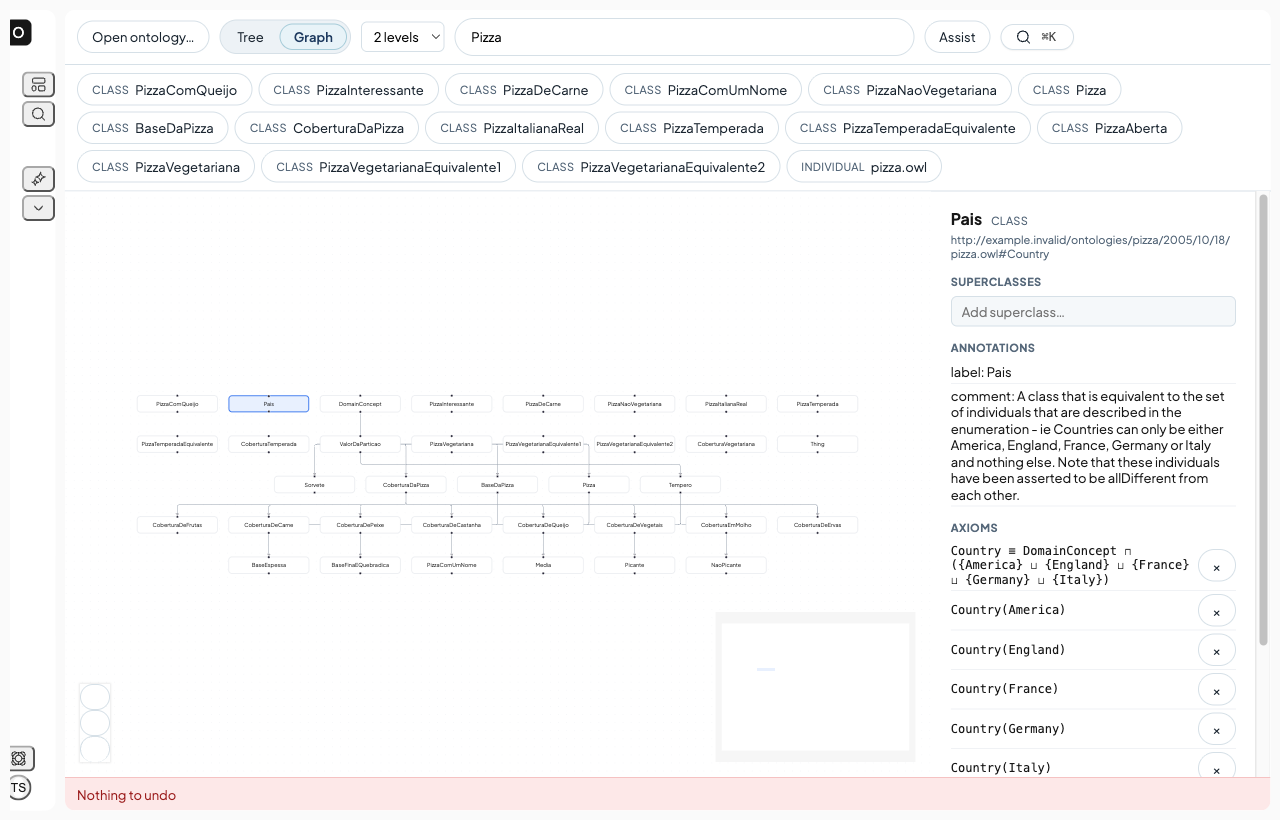 O
Open ontology...
Tree
Graph
2 levels
Pizza
Assist
⌘K
CLASS PizzaComQueijo
CLASS PizzaInteressante
CLASS PizzaDeCarne
CLASS PizzaComUmNome
CLASS PizzaNaoVegetariana
CLASS Pizza
CLASS BaseDaPizza
CLASS CoberturaDaPizza
CLASS PizzaItalianaReal
CLASS PizzaTemperada
CLASS PizzaTemperadaEquivalente
CLASS PizzaAberta
CLASS PizzaVegetariana
CLASS PizzaVegetarianaEquivalente1
CLASS PizzaVegetarianaEquivalente2
INDIVIDUAL pizza.owl
PizzaComQueijo
Pais
DomainConcept
PizzaInteressante
PizzaDeCarne
PizzaNaoVegetariana
PizzaItalianaReal
PizzaTemperada
PizzaTemperadaEquivalente
CoberturaTemperada
ValorDaParticao
PizzaVegetariana
PizzaVegetarianaEquivalente1
PizzaVegetarianaEquivalente2
CoberturaVegetariana
Thing
Sorvete
CoberturaDaPizza
BaseDaPizza
Pizza
Tempero
CoberturaDeFrutas
CoberturaDeCarne
CoberturaDePeixe
CoberturaDeCastanha
CoberturaDeQueijo
CoberturaDeVegetais
CoberturaEmMolho
CoberturaDeErvas
BaseEspessa
BaseFinaEQuebradica
PizzaComUmNome
Media
Picante
NaoPicante
Pais CLASS
http://example.invalid/ontologies/pizza/2005/10/18/
pizza.owl#Country
SUPERCLASSES
Add superclass...
ANNOTATIONS
label: Pais
comment: A class that is equivalent to the set
of individuals that are described in the
enumeration - ie Countries can only be either
America, England, France, Germany or Italy
and nothing else. Note that these individuals
have been asserted to be allDifferent from
each other.
AXIOMS
Country ≡ DomainConcept ⊓
({America} ⊔ {England} ⊔ {France}
⊔ {Germany} ⊔ {Italy})
×
Country(America)
×
Country(England)
×
Country(France)
×
Country(Germany)
×
Country(Italy)
×
TS
Nothing to undo